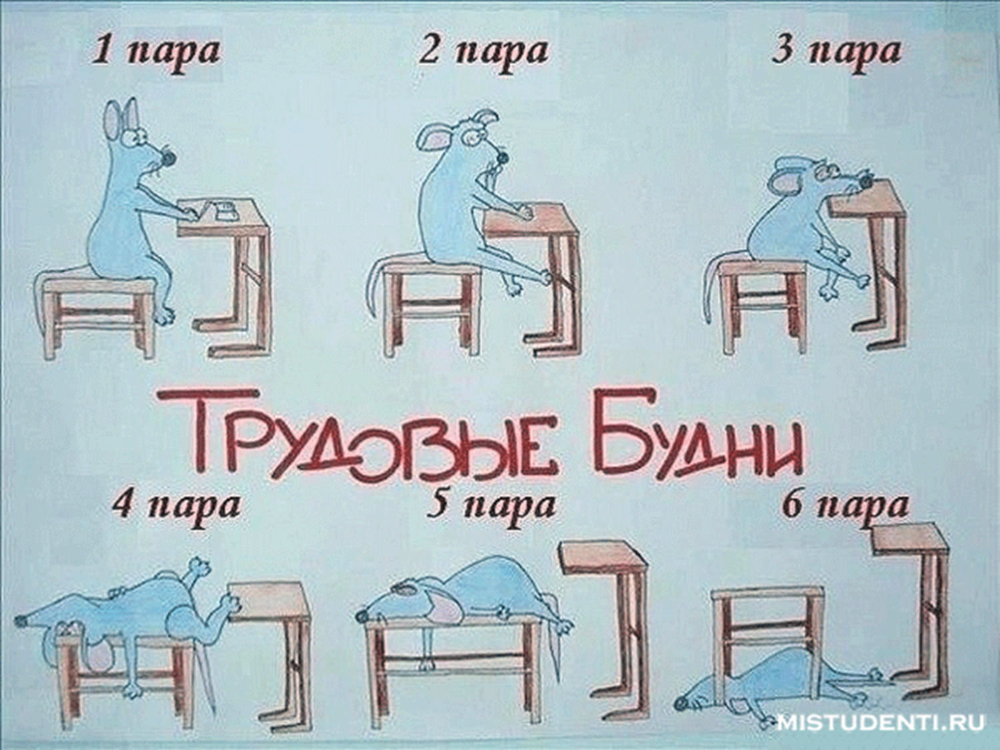 1 пара
2 пара
3 пара
Трудовые Будни
4 пара
5 пара
6 пара
MISTUDENTI.RU